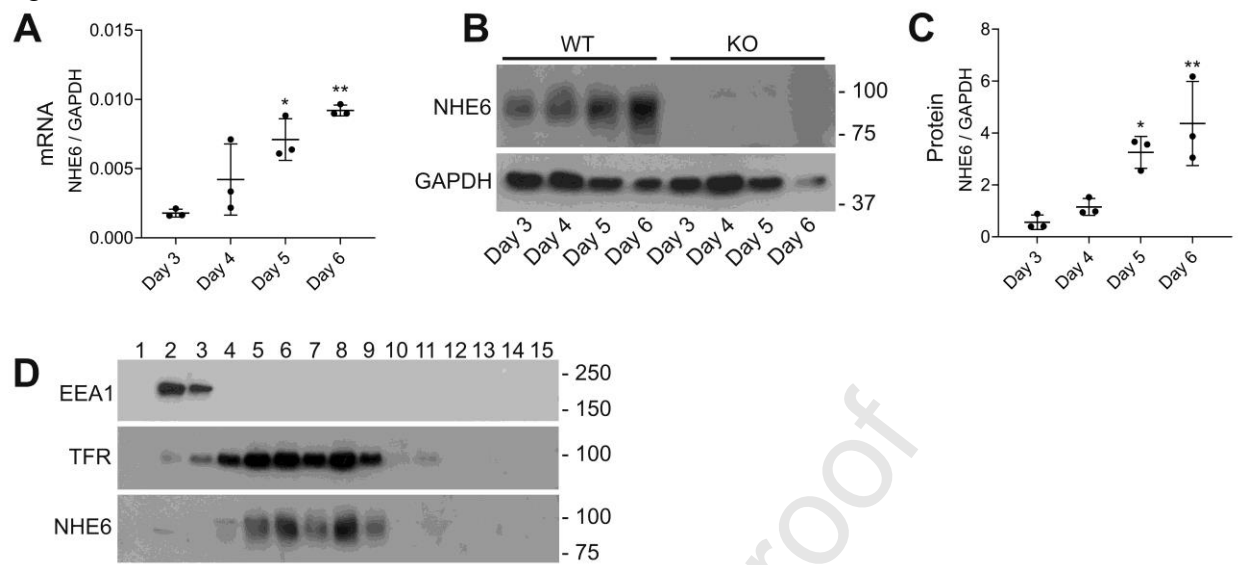 A
0.015
0.010
0.005
0.000
mRNA
NHE6 / GAPDH
*
**
Day 3
Day 4
Day 5
Day 6
B
WT
KO
NHE6
- 100
- 75
GAPDH
- 37
Day 3
Day 4
Day 5
Day 6
Day 3
Day 4
Day 5
Day 6
C
8
6
4
2
0
Protein
NHE6 / GAPDH
*
**
Day 3
Day 4
Day 5
Day 6
D
1 2 3 4 5 6 7 8 9 10 11 12 13 14 15
EEA1
- 250
- 150
TFR
- 100
NHE6
- 100
- 75
roof